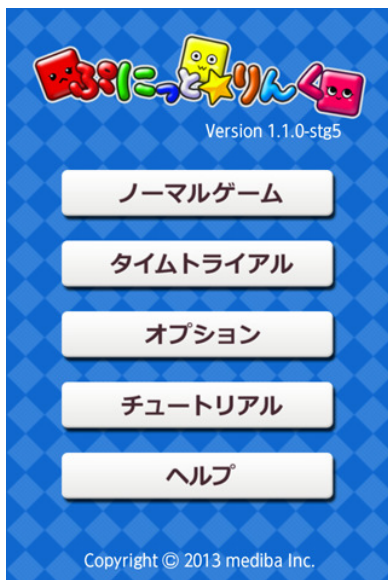 ぷにっと☆りんく
Version 1.1.0-stg5
ノーマルゲーム
タイムトライアル
オプション
チュートリアル
ヘルプ
Copyright © 2013 mediba Inc.